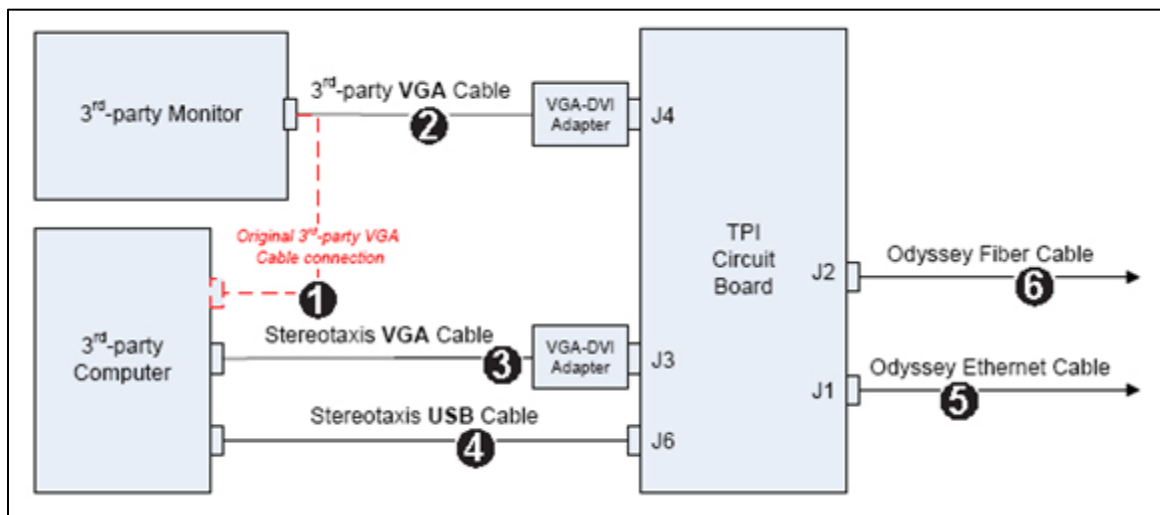 3rd-party Monitor
3rd-party VGA Cable
2
VGA-DVI
Adapter
J4
Original 3rd-party VGA
Cable connection
1
3rd-party
Computer
Stereotaxis VGA Cable
3
VGA-DVI
Adapter
J3
Stereotaxis USB Cable
4
J6
TPI
Circuit
Board
J2
Odyssey Fiber Cable
6
J1
Odyssey Ethernet Cable
5